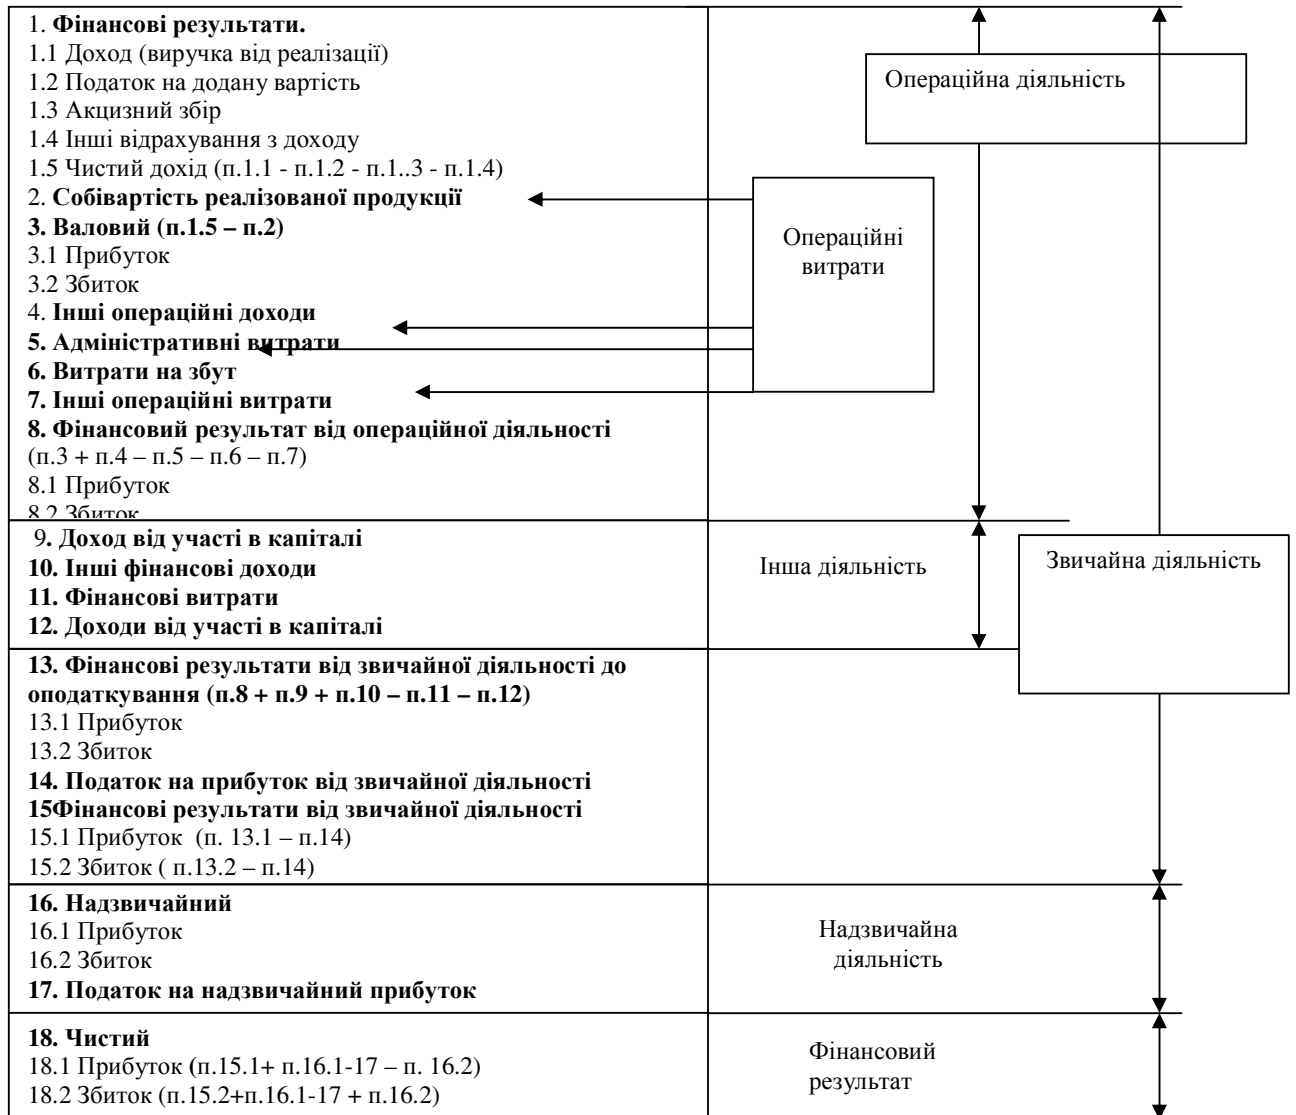 1. Фінансові результати.
1.1 Доход (виручка від реалізації)
1.2 Податок на додану вартість
1.3 Акцизний збір
1.4 Інші відрахування з доходу
1.5 Чистий дохід (п.1.1 - п.1.2 - п.1..3 - п.1.4)
2. Собівартість реалізованої продукції
3. Валовий (п.1.5 – п.2)
3.1 Прибуток
3.2 Збиток
4. Інші операційні доходи
5. Адміністративні витрати
6. Витрати на збут
7. Інші операційні витрати
8. Фінансовий результат від операційної діяльності
(п.3 + п.4 – п.5 – п.6 – п.7)
8.1 Прибуток
8.2 Збиток
Операційна діяльність
Операційні
витрати
9. Доход від участі в капіталі
10. Інші фінансові доходи
11. Фінансові витрати
12. Доходи від участі в капіталі
Інша діяльність
Звичайна діяльність
13. Фінансові результати від звичайної діяльності до
оподаткування (п.8 + п.9 + п.10 – п.11 – п.12)
13.1 Прибуток
13.2 Збиток
14. Податок на прибуток від звичайної діяльності
15Фінансові результати від звичайної діяльності
15.1 Прибуток (п. 13.1 – п.14)
15.2 Збиток ( п.13.2 – п.14)
16. Надзвичайний
16.1 Прибуток
16.2 Збиток
17. Податок на надзвичайний прибуток
Надзвичайна
діяльність
18. Чистий
18.1 Прибуток (п.15.1+ п.16.1-17 – п. 16.2)
18.2 Збиток (п.15.2+п.16.1-17 + п.16.2)
Фінансовий
результат